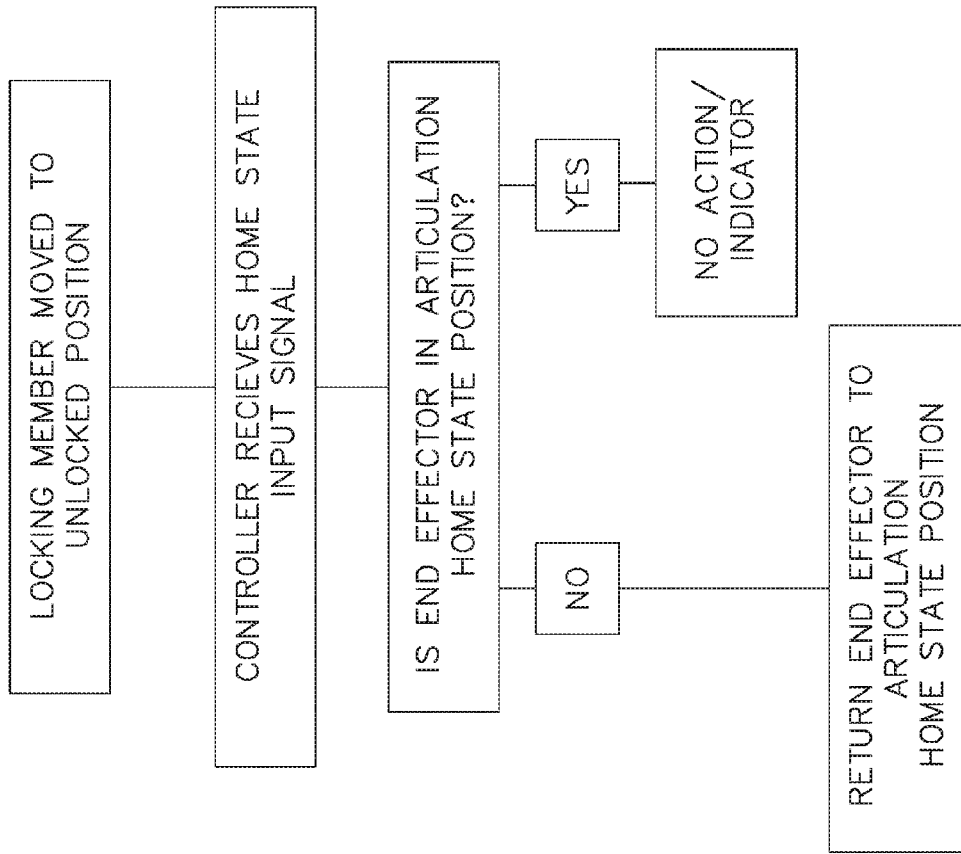 LOCKING MEMBER MOVED TO
UNLOCKED POSITION
CONTROLLER RECIEVES HOME STATE
INPUT SIGNAL
IS END EFFECTOR IN ARTICULATION
HOME STATE POSITION?
NO
YES
RETURN END EFFECTOR TO
ARTICULATION
HOME STATE POSITION
NO ACTION/
INDICATOR